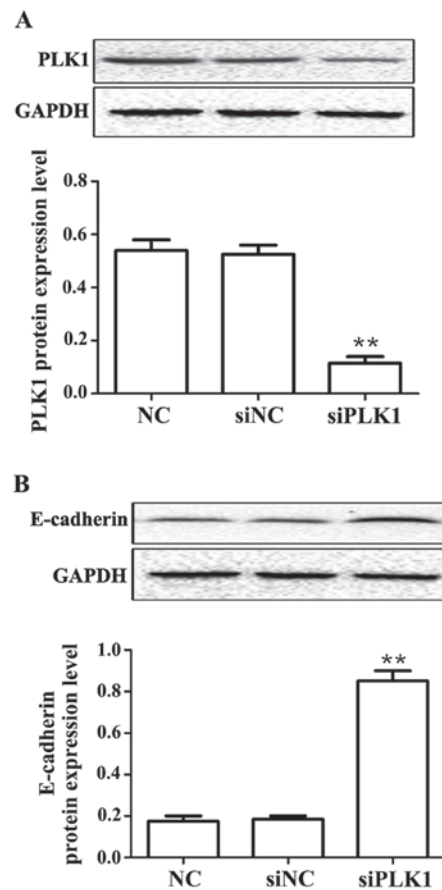 A
PLK1
GAPDH
PLK1 protein expression level
0.8
0.6
0.4
0.2
0.0
**
NC siNC siPLK1
B
E-cadherin
GAPDH
E-cadherin
protein expression level
1.0
0.8
0.6
0.4
0.2
0.0
**
NC siNC siPLK1